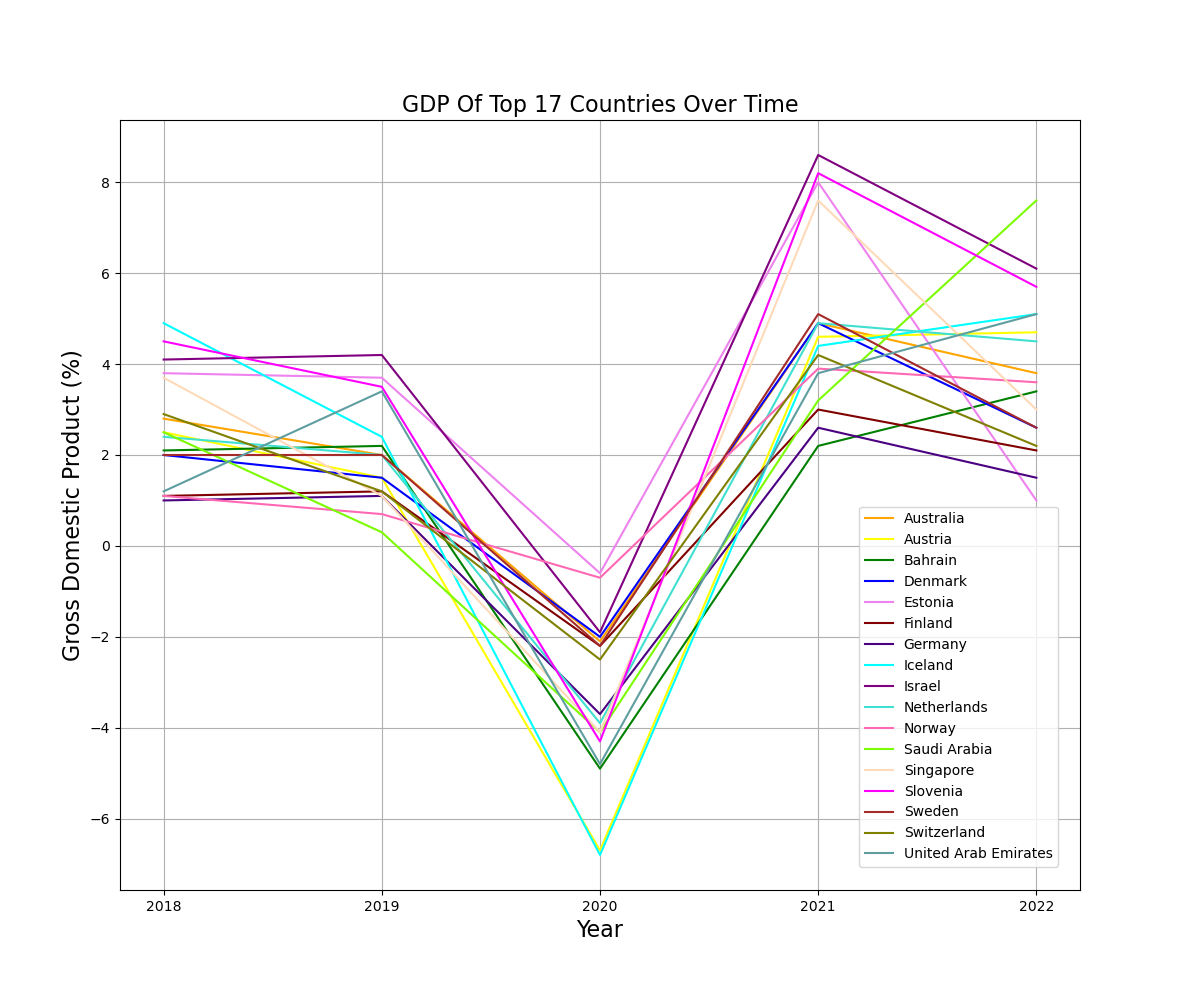 GDP Of Top 17 Countries Over Time
Gross Domestic Product (%)
8
6
4
2
0
−2
−4
−6
2018
2019
2020
2021
2022
Year
Australia
Austria
Bahrain
Denmark
Estonia
Finland
Germany
Iceland
Israel
Netherlands
Norway
Saudi Arabia
Singapore
Slovenia
Sweden
Switzerland
United Arab Emirates